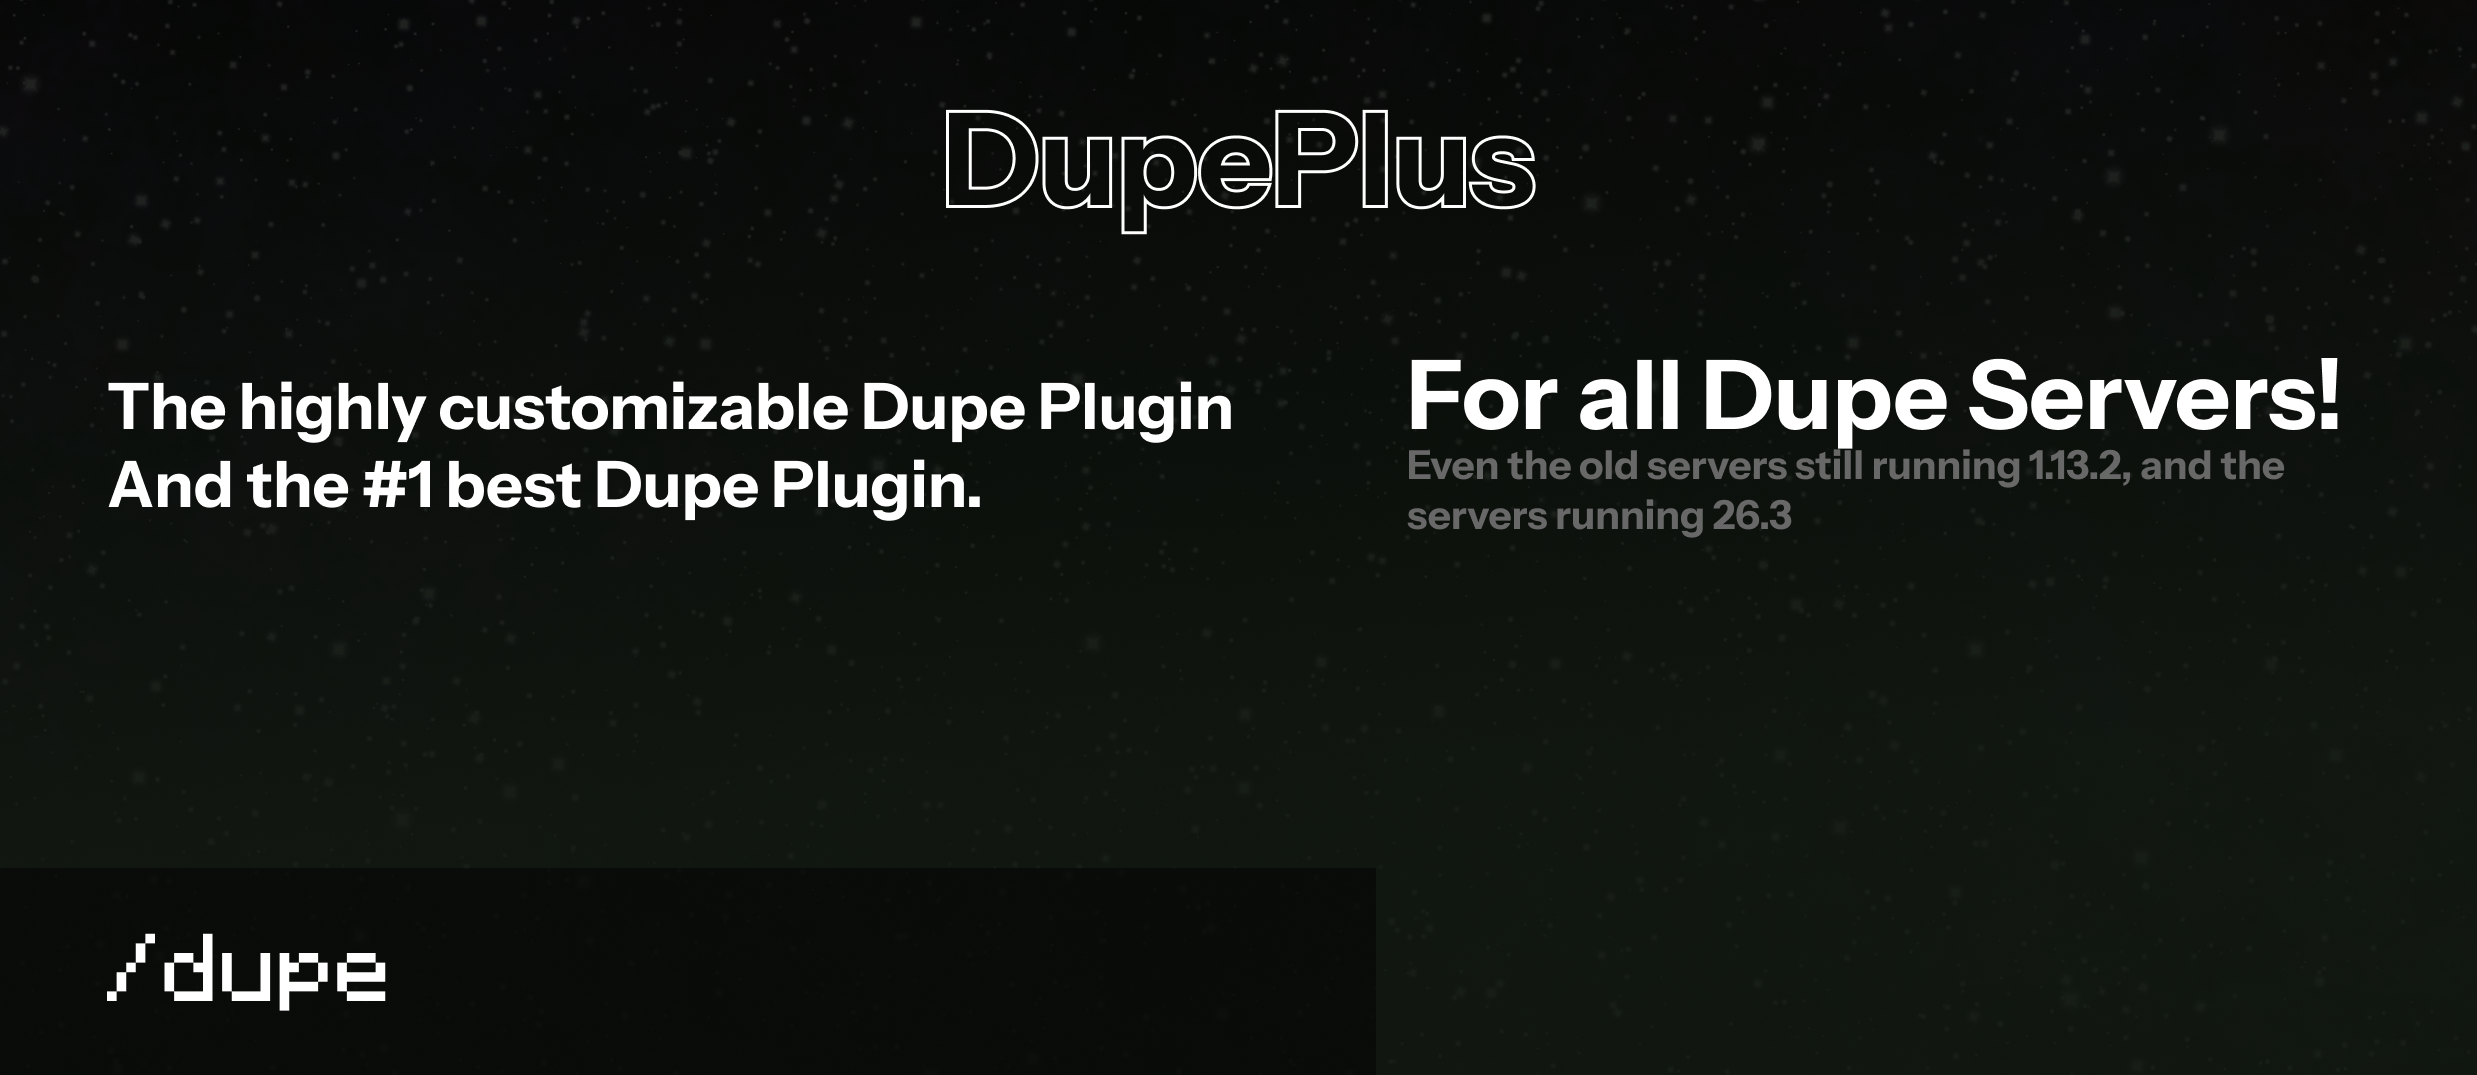 DupePlus
The highly customizable Dupe Plugin
And the #1 best Dupe Plugin.
For all Dupe Servers!
Even the old servers still running 1.13.2, and the
servers running 26.3
/dupe